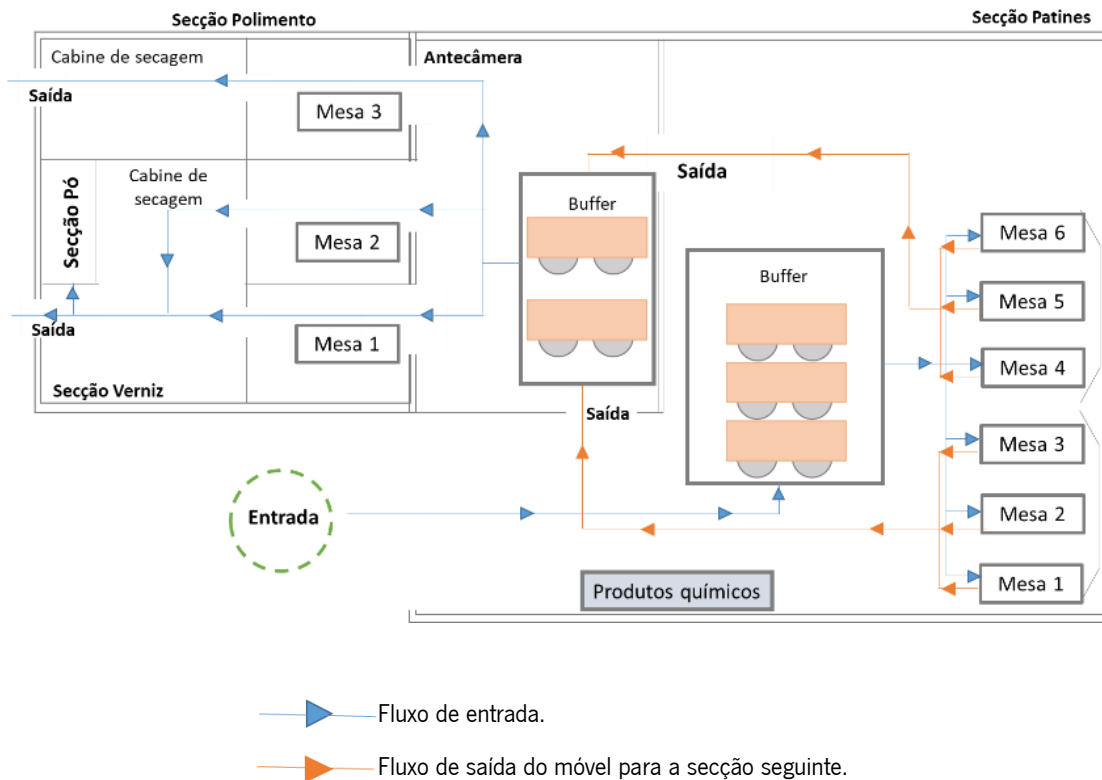 Secção Polimento
Secção Patines
Cabine de secagem
Antecâmera
Saída
Mesa 3
Saída
Cabine de
secagem
Secção Pó
Buffer
Mesa 2
Mesa 6
Buffer
Mesa 5
Saída
Mesa 1
Mesa 4
Secção Verniz
Saída
Mesa 3
Entrada
Mesa 2
Produtos químicos
Mesa 1
Fluxo de entrada.
Fluxo de saída do móvel para a secção seguinte.